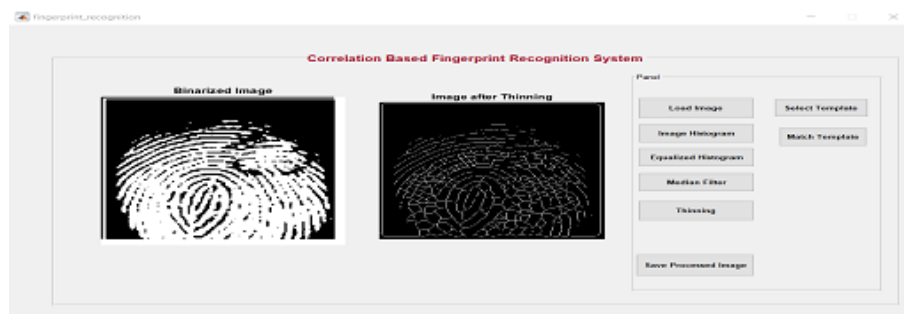 fingerprint_recognition
Correlation Based Fingerprint Recognition System
Binarized Image
Image after Thinning
Panel
Load Image
Select Template
Image Histogram
Match Template
Equalized Histogram
Median Filter
Thinning
Save Processed Image